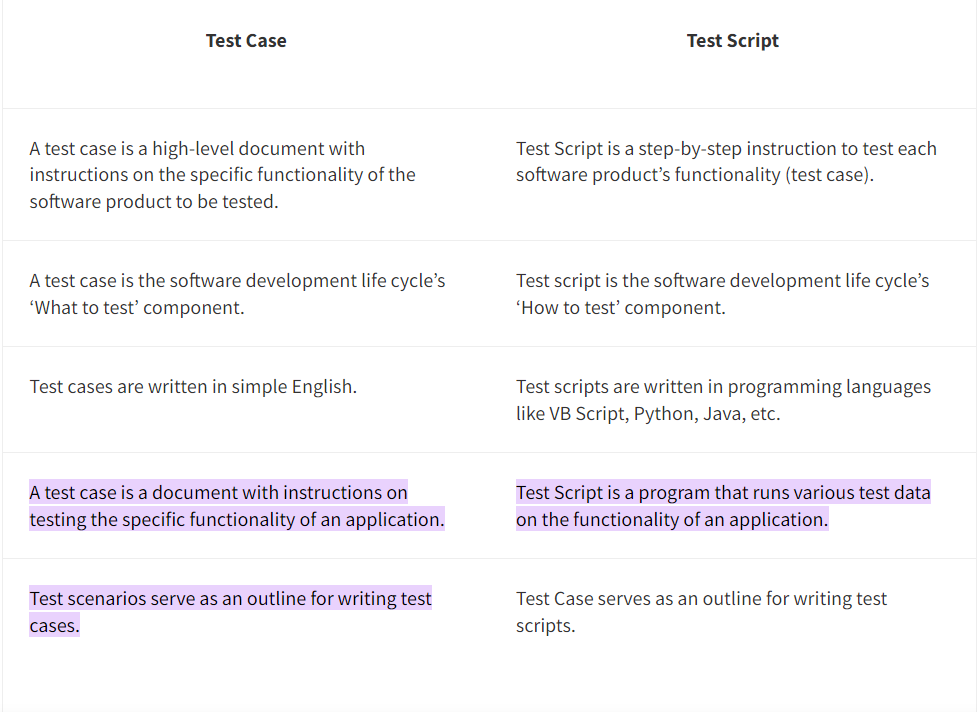 Test Case
Test Script
A test case is a high-level document with
instructions on the specific functionality of the
software product to be tested.
Test Script is a step-by-step instruction to test each
software product’s functionality (test case).
A test case is the software development life cycle’s
‘What to test’ component.
Test script is the software development life cycle’s
‘How to test’ component.
Test cases are written in simple English.
Test scripts are written in programming languages
like VB Script, Python, Java, etc.
A test case is a document with instructions on
testing the specific functionality of an application.
Test Script is a program that runs various test data
on the functionality of an application.
Test scenarios serve as an outline for writing test
cases.
Test Case serves as an outline for writing test
scripts.